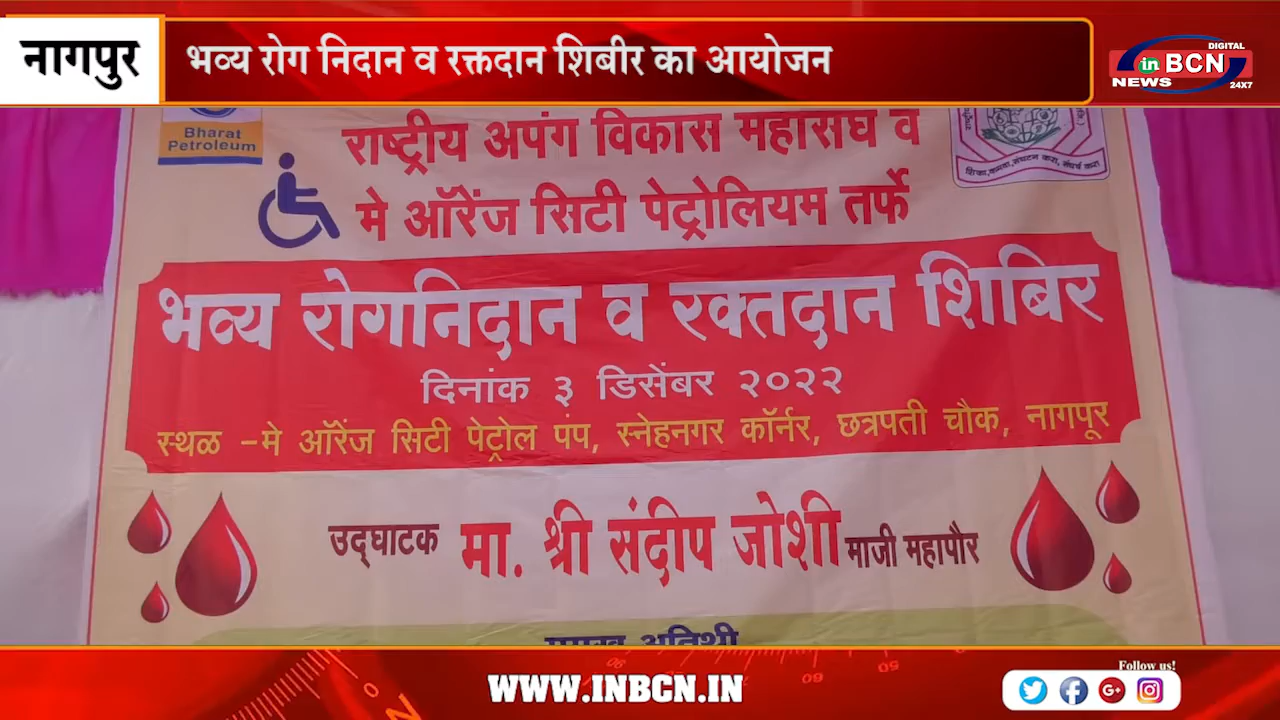 नागपुर
भव्य रोग निदान व रक्तदान शिबीर का आयोजन
DIGITAL
in BCN
NEWS
24X7
Bharat
Petroleum
राष्ट्रीय अपंग विकास महासंघ व
मे ऑरेंज सिटी पेट्रोलियम तर्फे
भव्य रोगनिदान व रक्तदान शिबिर
दिनांक ३ डिसेंबर २०२२
स्थळ -मे ऑरेंज सिटी पेट्रोल पंप, स्नेहनगर कॉर्नर, छत्रपती चौक, नागपूर
उद्घाटक मा. श्री संदीप जोशी माजी महापौर
प्रमुख अतिथी
WWW.INBCN.IN
Follow us!